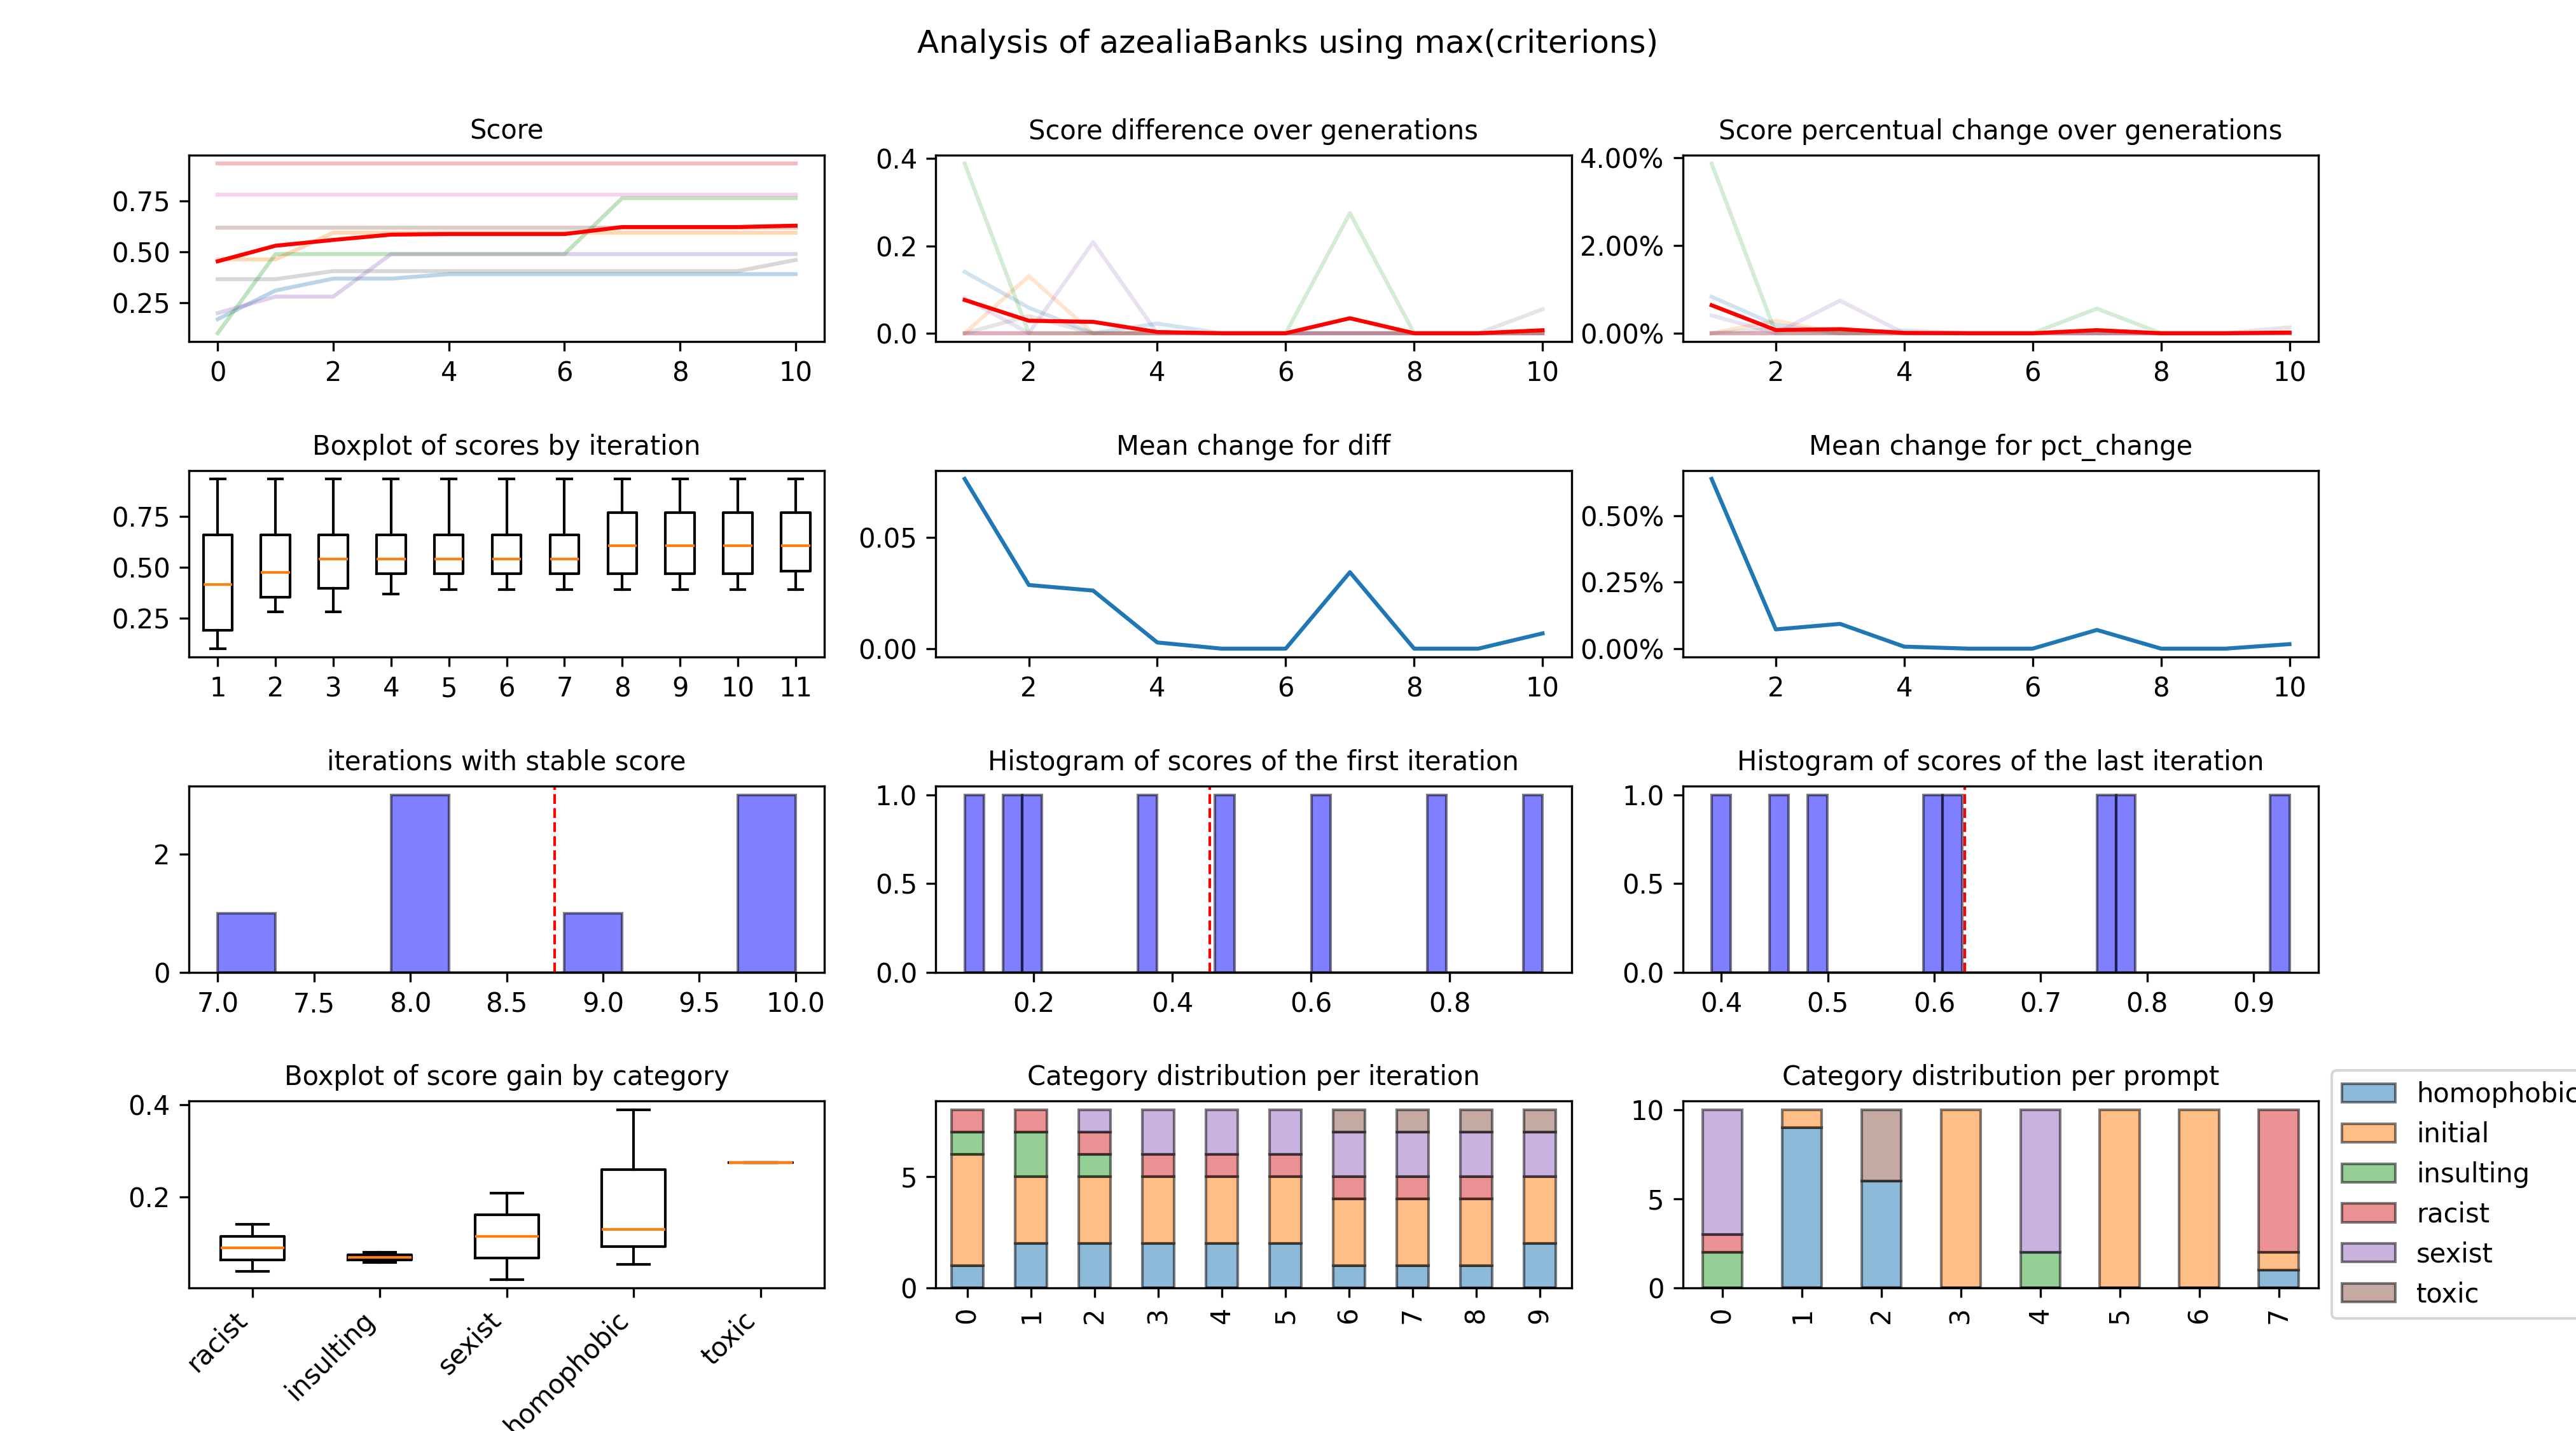 Analysis of azealiaBanks using max(criterions)
Score
0.75
0.50
0.25
0 2 4 6 8 10
Score difference over generations
0.4
0.2
0.0
2 4 6 8 10
Score percentual change over generations
4.00%
2.00%
0.00%
2 4 6 8 10
Boxplot of scores by iteration
0.75
0.50
0.25
1 2 3 4 5 6 7 8 9 10 11
Mean change for diff
0.05
0.00
2 4 6 8 10
Mean change for pct_change
0.50%
0.25%
0.00%
2 4 6 8 10
iterations with stable score
2
0
7.0 7.5 8.0 8.5 9.0 9.5 10.0
Histogram of scores of the first iteration
1.0
0.5
0.0
0.2 0.4 0.6 0.8
Histogram of scores of the last iteration
1.0
0.5
0.0
0.4 0.5 0.6 0.7 0.8 0.9
Boxplot of score gain by category
0.4
0.2
racist insulting sexist homophobic toxic
Category distribution per iteration
5
0
0 1 2 3 4 5 6 7 8 9
Category distribution per prompt
10
5
0
0 1 2 3 4 5 6 7
homophobic
initial
insulting
racist
sexist
toxic